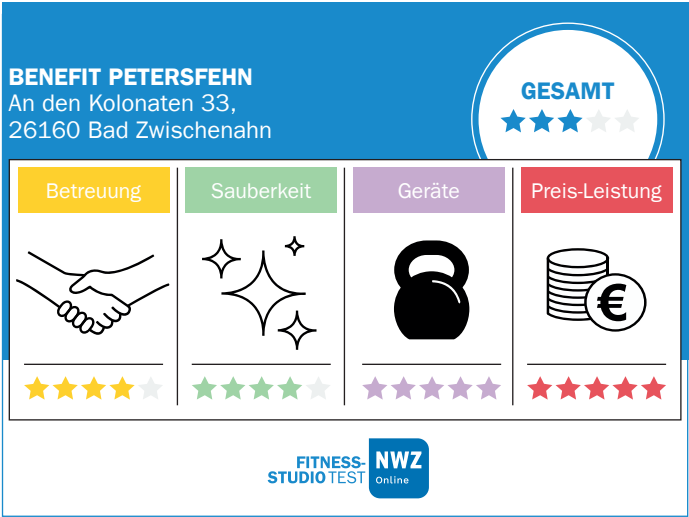 BENEFIT PETERSFEHN
An den Kolonaten 33,
26160 Bad Zwischenahn
GESAMT
Betreuung
Sauberkeit
Geräte
Preis-Leistung
€
FITNESS-
STUDIO TEST
NWZ
Online